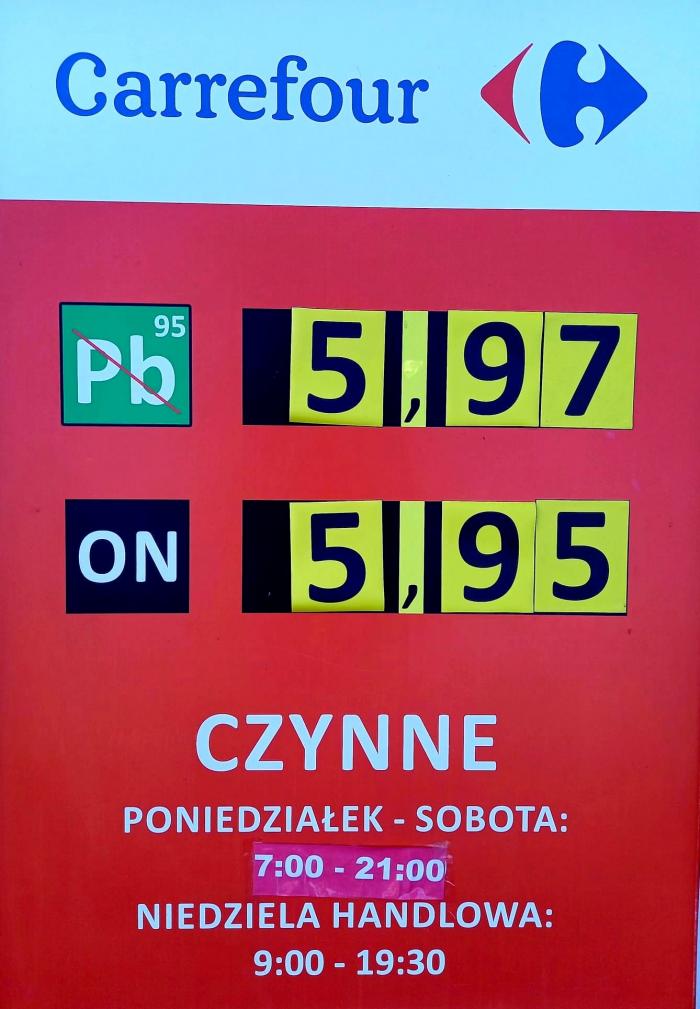 Carrefour
Pb 95 5,97
ON 5,95
CZYNNE
PONIEDZIAŁEK - SOBOTA:
7:00 - 21:00
NIEDZIELA HANDLOWA:
9:00 - 19:30